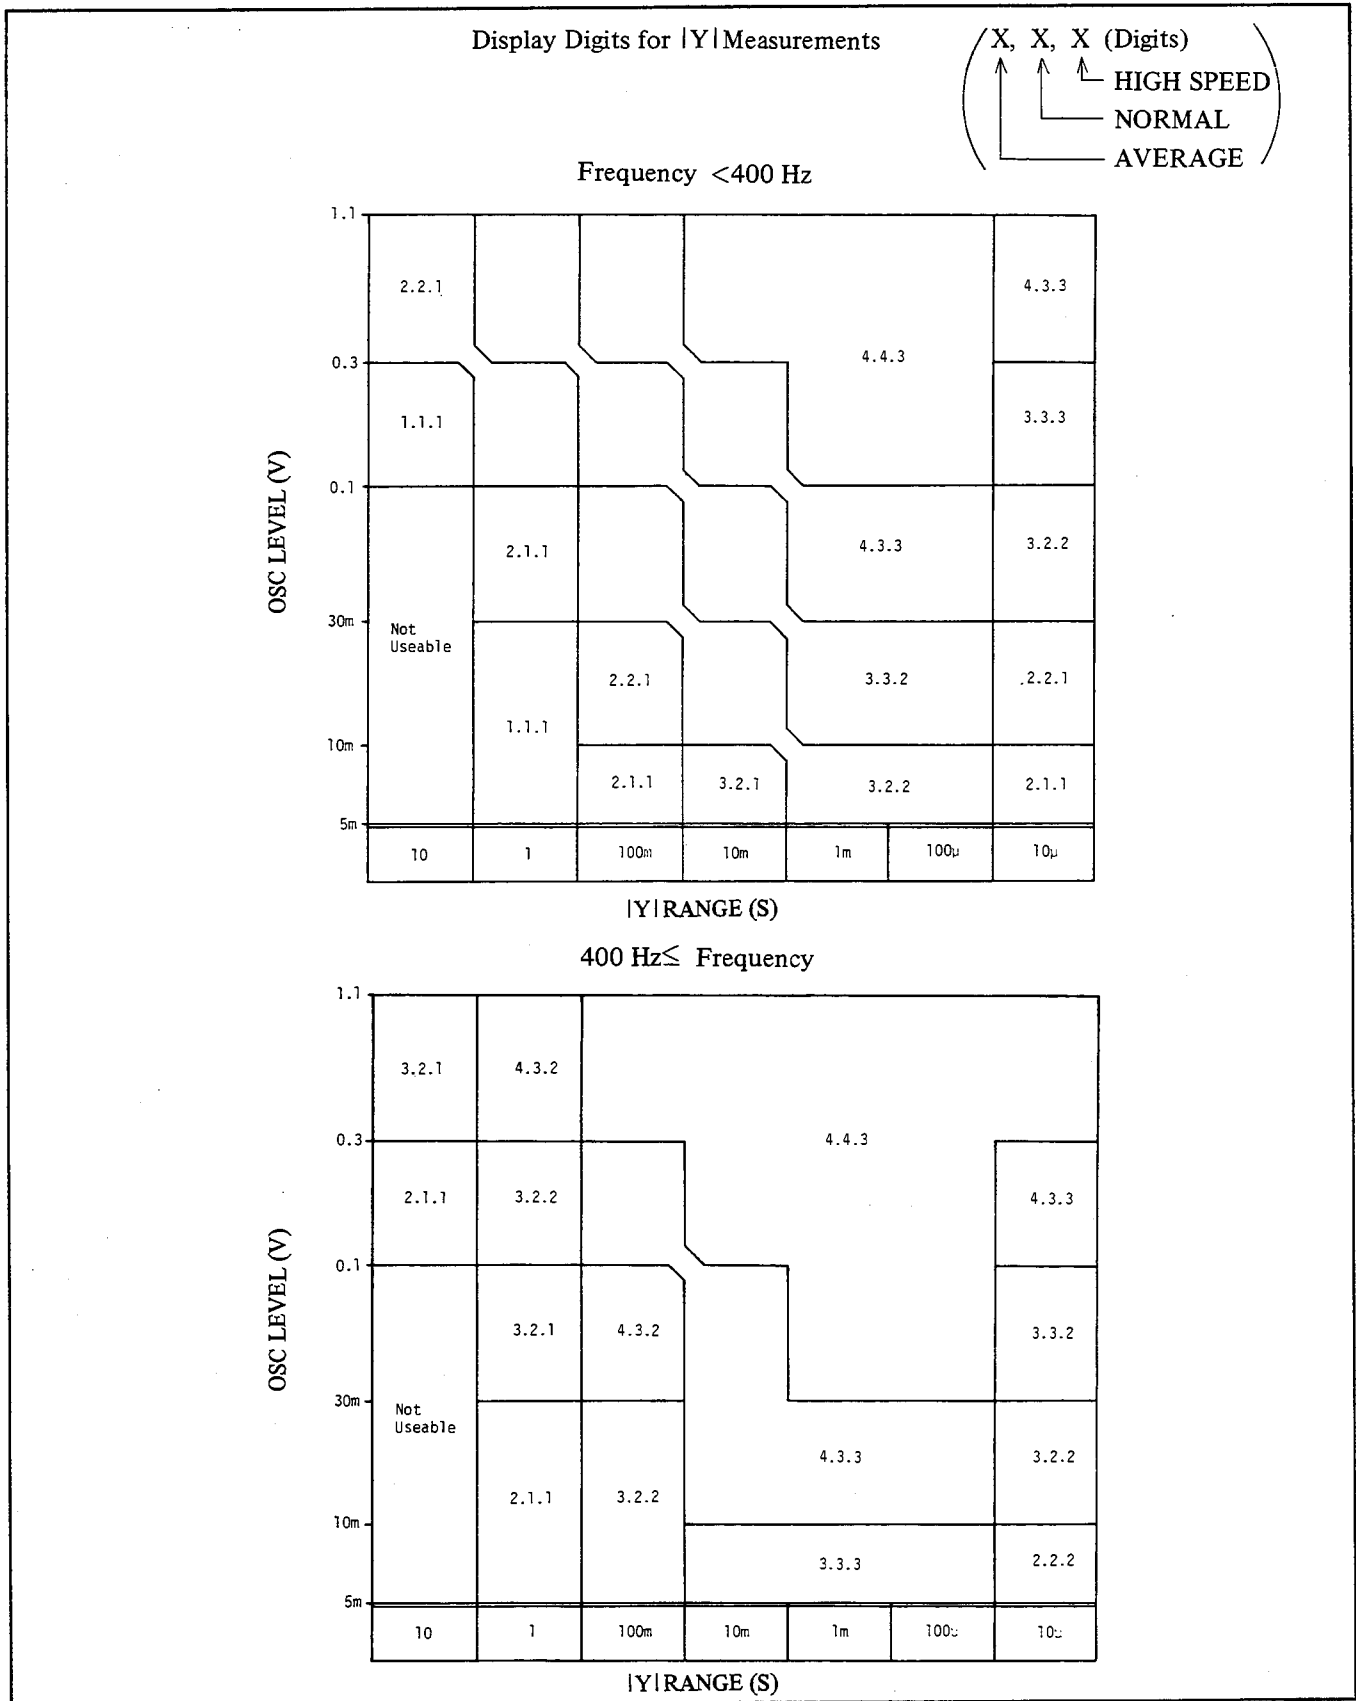 Display Digits for |Y| Measurements
X, X, X (Digits)
HIGH SPEED
NORMAL
AVERAGE
Frequency <400 Hz
OSC LEVEL (V)
1.1
2.2.1
4.3.3
4.4.3
0.3
1.1.1
3.3.3
0.1
2.1.1
4.3.3
3.2.2
30m
Not
Useable
2.2.1
3.3.2
2.2.1
1.1.1
10m
2.1.1
3.2.1
3.2.2
2.1.1
5m
10 1 100m 10m 1m 100µ 10µ
|Y| RANGE (S)
400 Hz≤ Frequency
OSC LEVEL (V)
1.1
3.2.1
4.3.2
0.3
4.4.3
2.1.1
3.2.2
4.3.3
0.1
3.2.1
4.3.2
3.3.2
30m
Not
Useable
4.3.3
3.2.2
2.1.1
3.2.2
10m
3.3.3
2.2.2
5m
10 1 100m 10m 1m 100µ 10µ
|Y| RANGE (S)